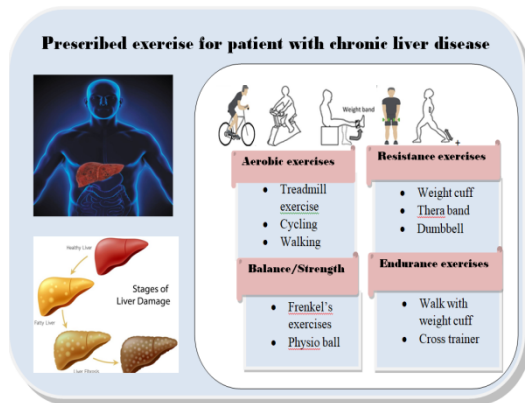 Prescribed exercise for patient with chronic liver disease
Weight band
Aerobic exercises
• Treadmill
exercise
• Cycling
• Walking
Resistance exercises
• Weight cuff
• Thera band
• Dumbbell
Balance/Strength
• Frenkel's
exercises
• Physio ball
Endurance exercises
• Walk with
weight cuff
• Cross trainer
Healthy Liver
Stages of
Liver Damage
Fatty Liver
Liver Fibrosis